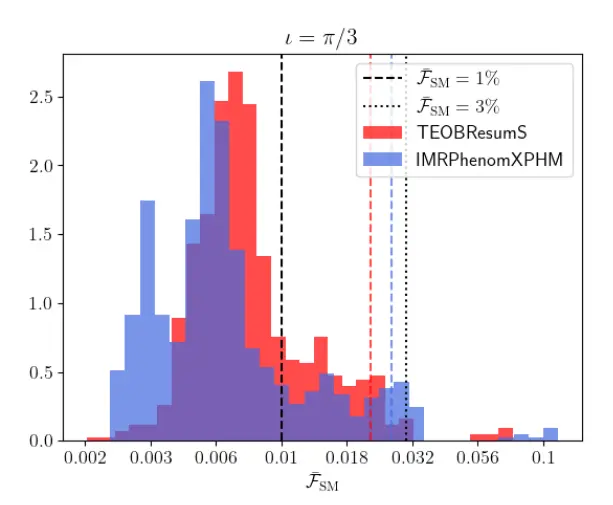 ι = π/3
F̄_SM = 1%
F̄_SM = 3%
TEOBResumS
IMRPhenomXPHM
2.5
2.0
1.5
1.0
0.5
0.0
0.002 0.003 0.006 0.01 0.018 0.032 0.056 0.1
F̄_SM